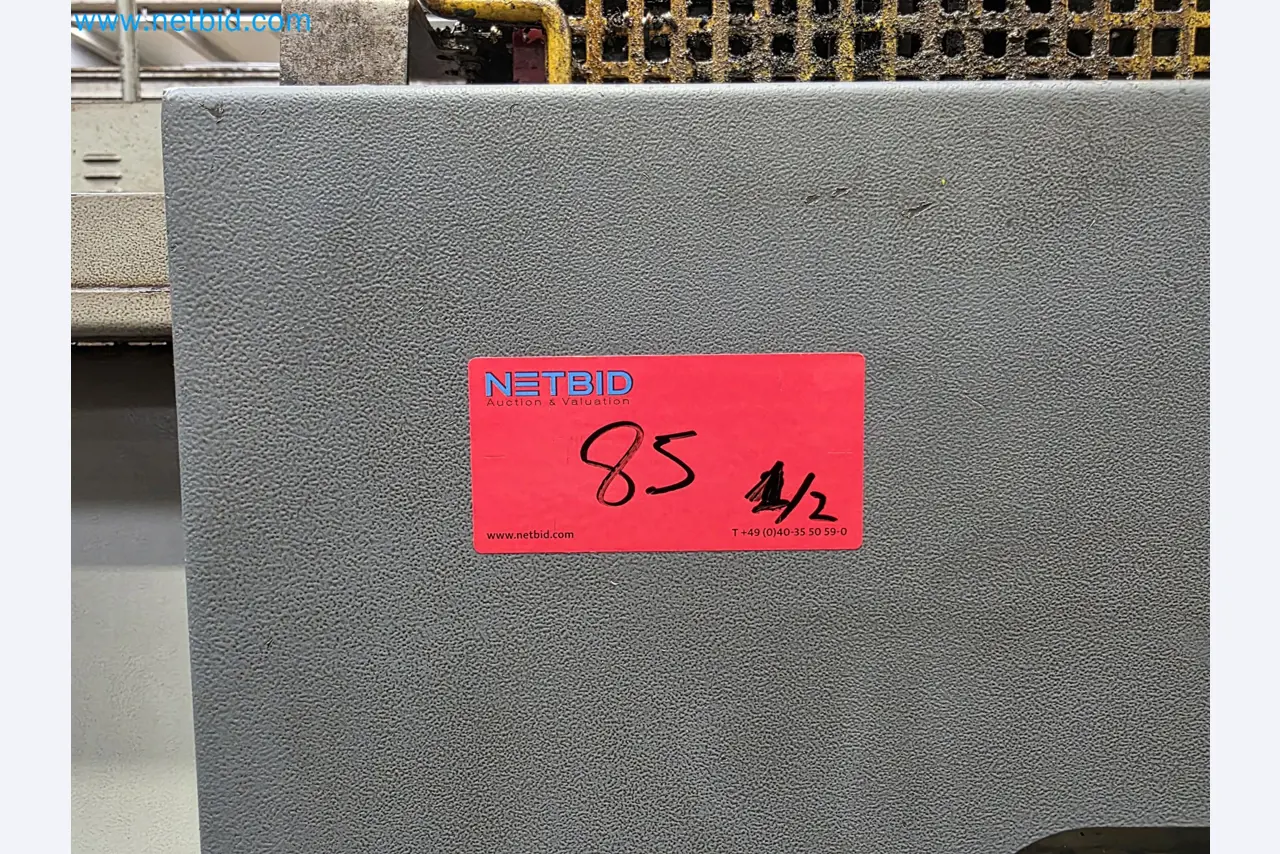 www.netbid.com
NETBID
Auction & Valuation
85
1/2
www.netbid.com
T +49 (0)40-35 50 59-0